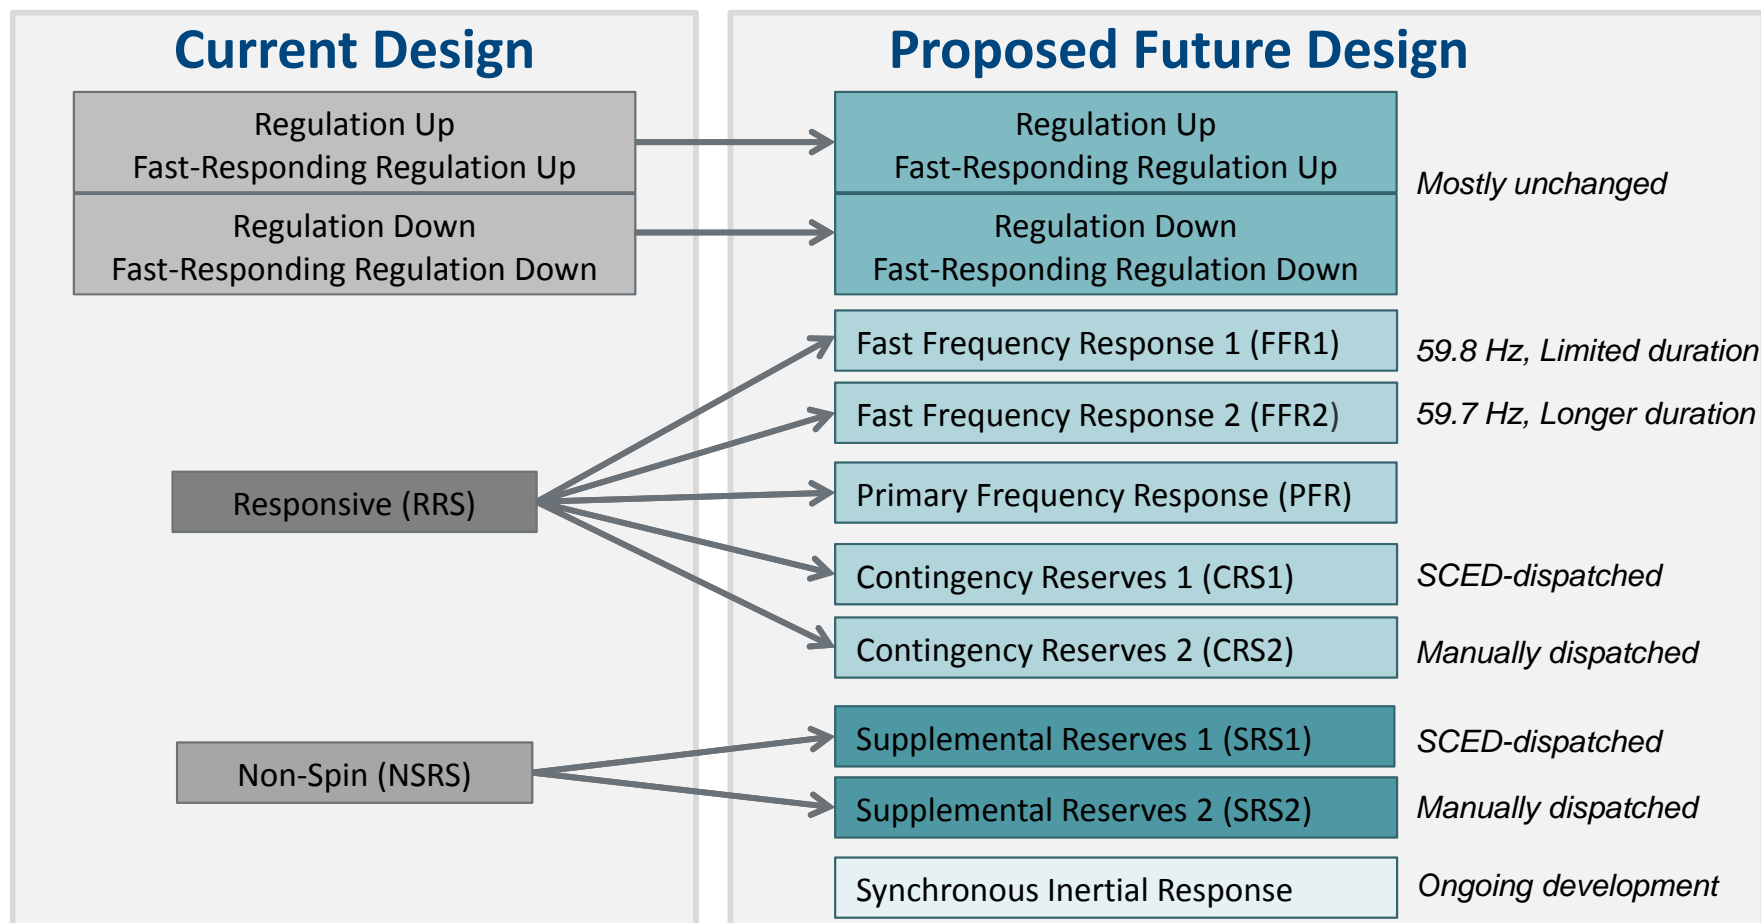 Current Design
Regulation Up
Fast-Responding Regulation Up
Regulation Down
Fast-Responding Regulation Down
Responsive (RRS)
Non-Spin (NSRS)
Proposed Future Design
Regulation Up
Fast-Responding Regulation Up
Regulation Down
Fast-Responding Regulation Down
Mostly unchanged
Fast Frequency Response 1 (FFR1)
59.8 Hz, Limited duration
Fast Frequency Response 2 (FFR2)
59.7 Hz, Longer duration
Primary Frequency Response (PFR)
Contingency Reserves 1 (CRS1)
SCED-dispatched
Contingency Reserves 2 (CRS2)
Manually dispatched
Supplemental Reserves 1 (SRS1)
SCED-dispatched
Supplemental Reserves 2 (SRS2)
Manually dispatched
Synchronous Inertial Response
Ongoing development